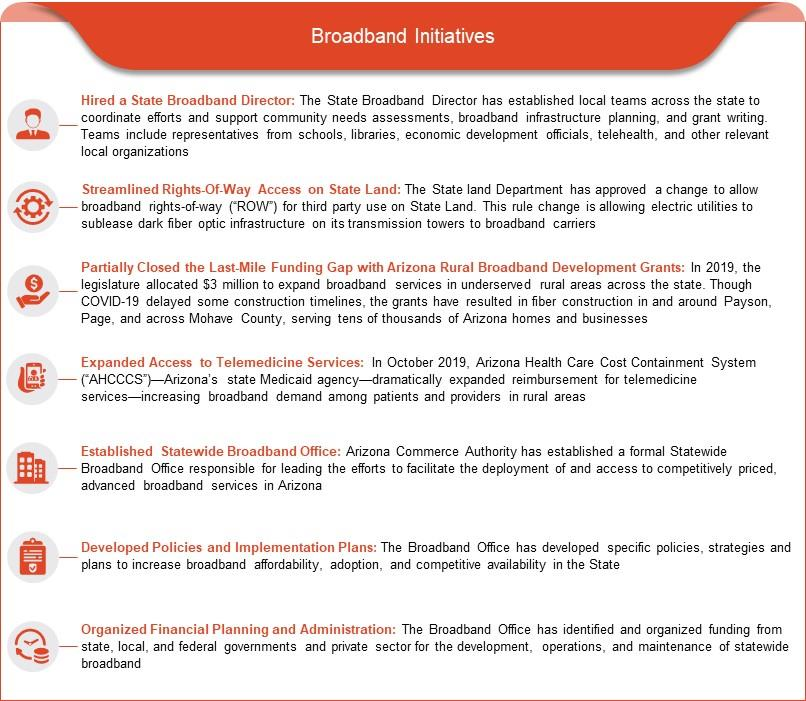 Broadband Initiatives
Hired a State Broadband Director: The State Broadband Director has established local teams across the state to
coordinate efforts and support community needs assessments, broadband infrastructure planning, and grant writing.
Teams include representatives from schools, libraries, economic development officials, telehealth, and other relevant
local organizations
Streamlined Rights-Of-Way Access on State Land: The State land Department has approved a change to allow
broadband rights-of-way (“ROW”) for third party use on State Land. This rule change is allowing electric utilities to
sublease dark fiber optic infrastructure on its transmission towers to broadband carriers
Partially Closed the Last-Mile Funding Gap with Arizona Rural Broadband Development Grants: In 2019, the
legislature allocated $3 million to expand broadband services in underserved rural areas across the state. Though
COVID-19 delayed some construction timelines, the grants have resulted in fiber construction in and around Payson,
Page, and across Mohave County, serving tens of thousands of Arizona homes and businesses
Expanded Access to Telemedicine Services: In October 2019, Arizona Health Care Cost Containment System
(“AHCCCS”)—Arizona’s state Medicaid agency—dramatically expanded reimbursement for telemedicine
services—increasing broadband demand among patients and providers in rural areas
Established Statewide Broadband Office: Arizona Commerce Authority has established a formal Statewide
Broadband Office responsible for leading the efforts to facilitate the deployment of and access to competitively priced,
advanced broadband services in Arizona
Developed Policies and Implementation Plans: The Broadband Office has developed specific policies, strategies and
plans to increase broadband affordability, adoption, and competitive availability in the State
Organized Financial Planning and Administration: The Broadband Office has identified and organized funding from
state, local, and federal governments and private sector for the development, operations, and maintenance of statewide
broadband